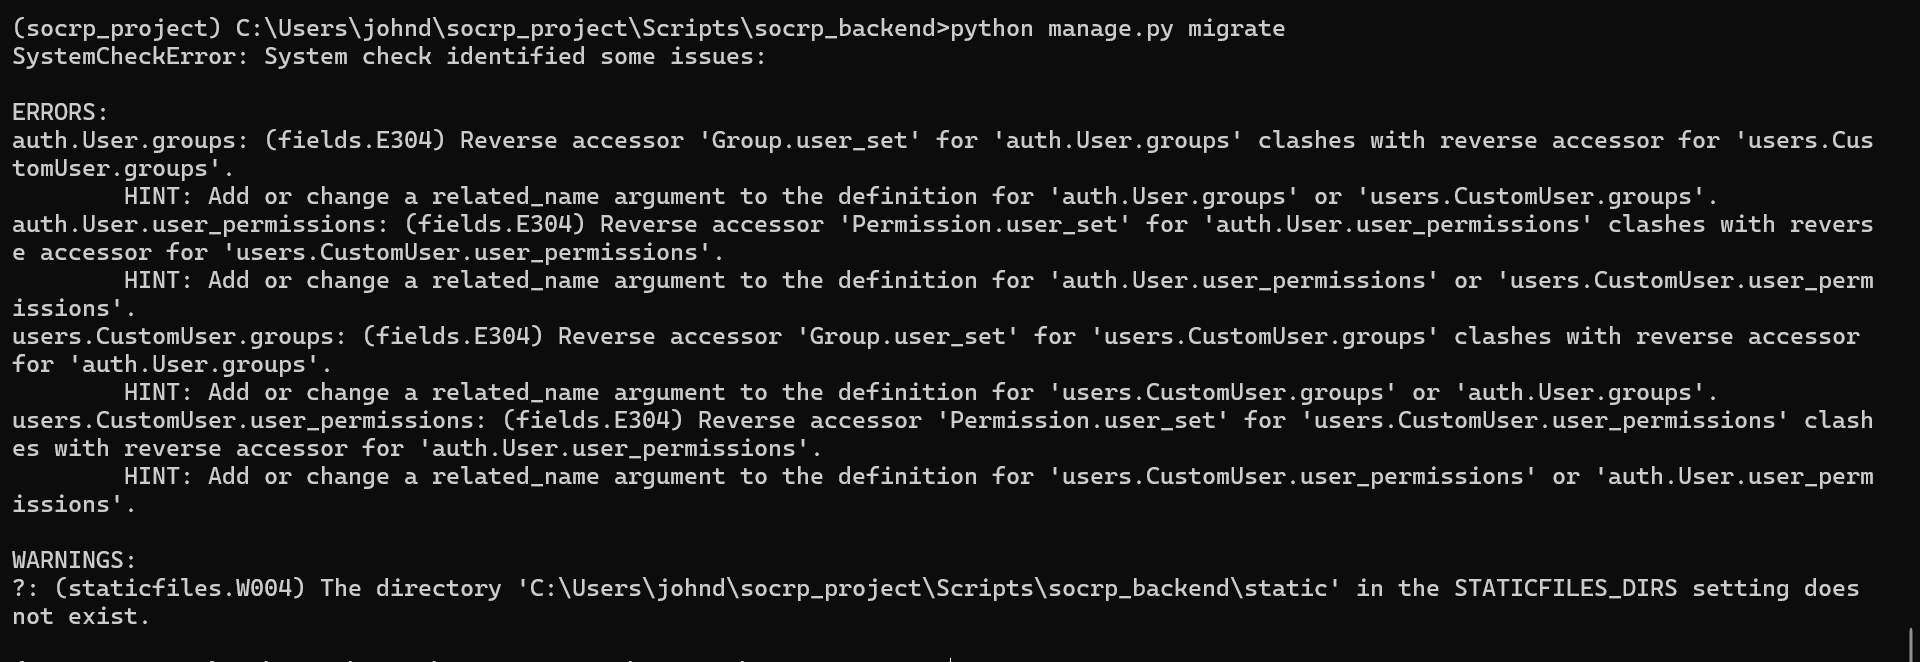 (socrp_project) C:\Users\johnd\socrp_project\Scripts\socrp_backend>python manage.py migrate
SystemCheckError: System check identified some issues:
ERRORS:
auth.User.groups: (fields.E304) Reverse accessor 'Group.user_set' for 'auth.User.groups' clashes with reverse accessor for 'users.Cus
tomUser.groups'.
        HINT: Add or change a related_name argument to the definition for 'auth.User.groups' or 'users.CustomUser.groups'.
auth.User.user_permissions: (fields.E304) Reverse accessor 'Permission.user_set' for 'auth.User.user_permissions' clashes with revers
e accessor for 'users.CustomUser.user_permissions'.
        HINT: Add or change a related_name argument to the definition for 'auth.User.user_permissions' or 'users.CustomUser.user_perm
issions'.
users.CustomUser.groups: (fields.E304) Reverse accessor 'Group.user_set' for 'users.CustomUser.groups' clashes with reverse accessor
for 'auth.User.groups'.
        HINT: Add or change a related_name argument to the definition for 'users.CustomUser.groups' or 'auth.User.groups'.
users.CustomUser.user_permissions: (fields.E304) Reverse accessor 'Permission.user_set' for 'users.CustomUser.user_permissions' clash
es with reverse accessor for 'auth.User.user_permissions'.
        HINT: Add or change a related_name argument to the definition for 'users.CustomUser.user_permissions' or 'auth.User.user_perm
issions'.
WARNINGS:
?: (staticfiles.W004) The directory 'C:\Users\johnd\socrp_project\Scripts\socrp_backend\static' in the STATICFILES_DIRS setting does
not exist.